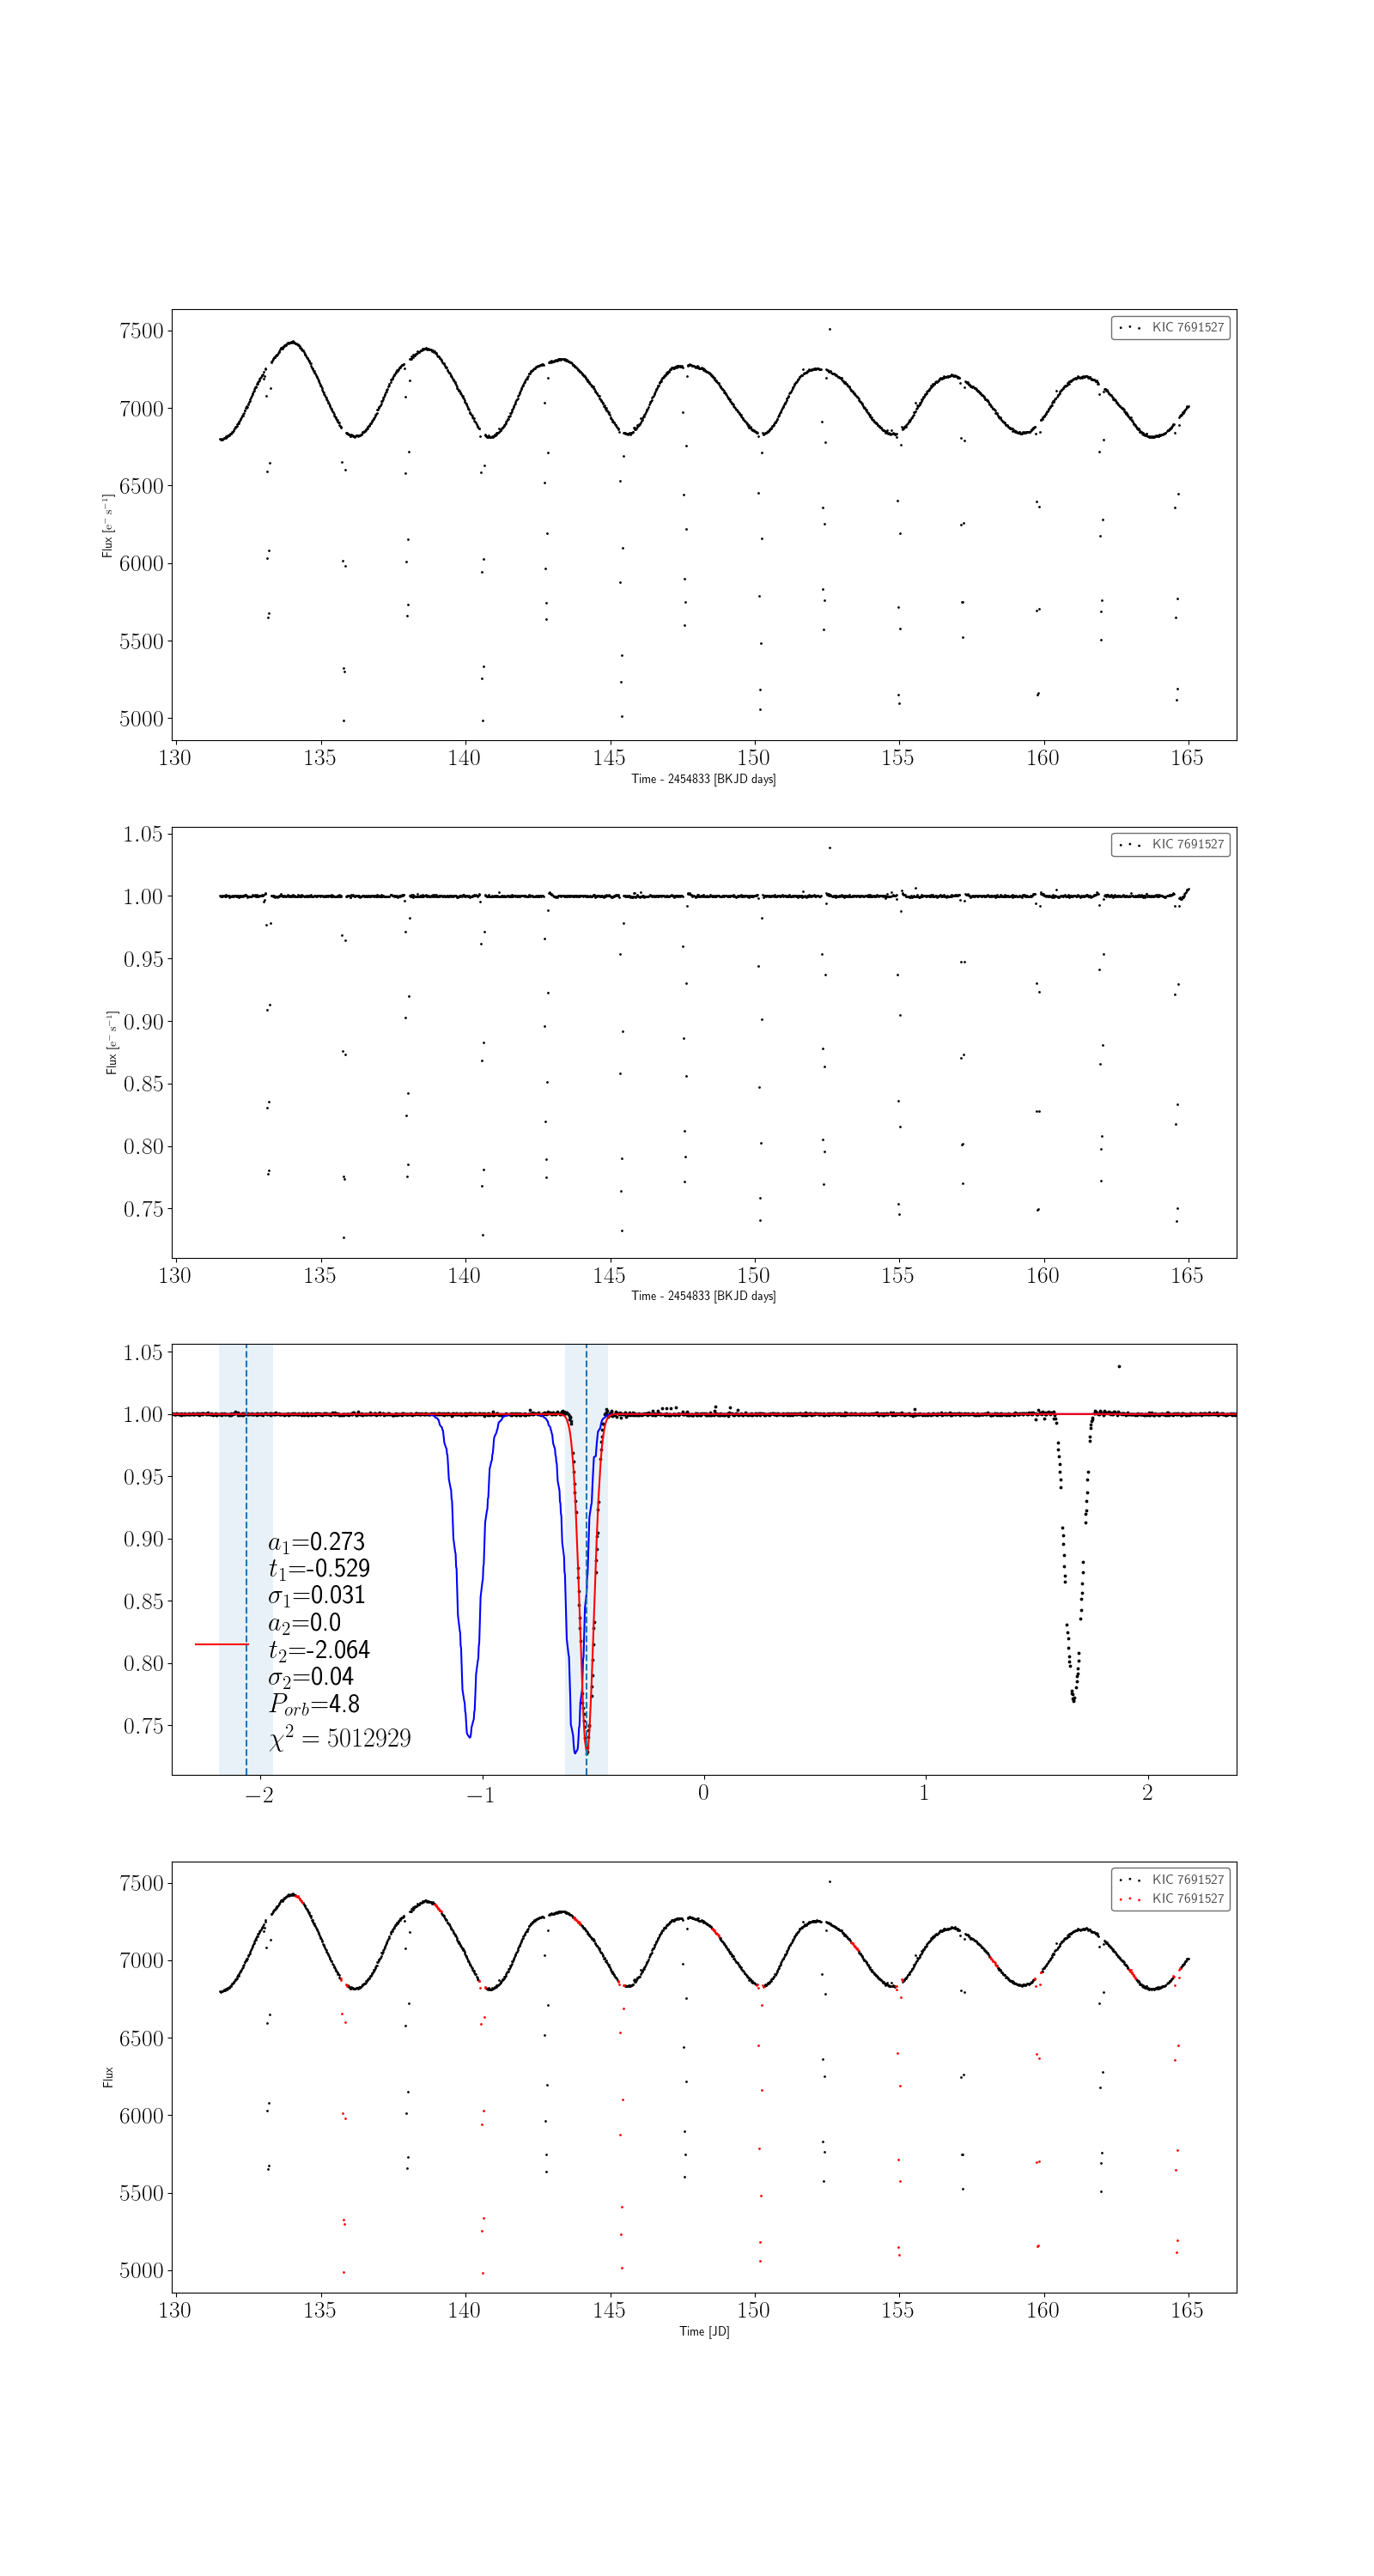 KIC 7691527
7500
7000
6500
6000
5500
5000
Flux [e⁻ s⁻¹]
130 135 140 145 150 155 160 165
Time - 2454833 [BKJD days]
KIC 7691527
1.05
1.00
0.95
0.90
0.85
0.80
0.75
Flux [e⁻ s⁻¹]
130 135 140 145 150 155 160 165
Time - 2454833 [BKJD days]
1.05
1.00
0.95
0.90
0.85
0.80
0.75
a₁=0.273
t₁=-0.529
σ₁=0.031
a₂=0.0
t₂=-2.064
σ₂=0.04
Pₒᵣb=4.8
χ² = 5012929
−2 −1 0 1 2
KIC 7691527
KIC 7691527
7500
7000
6500
6000
5500
5000
Flux
130 135 140 145 150 155 160 165
Time [JD]